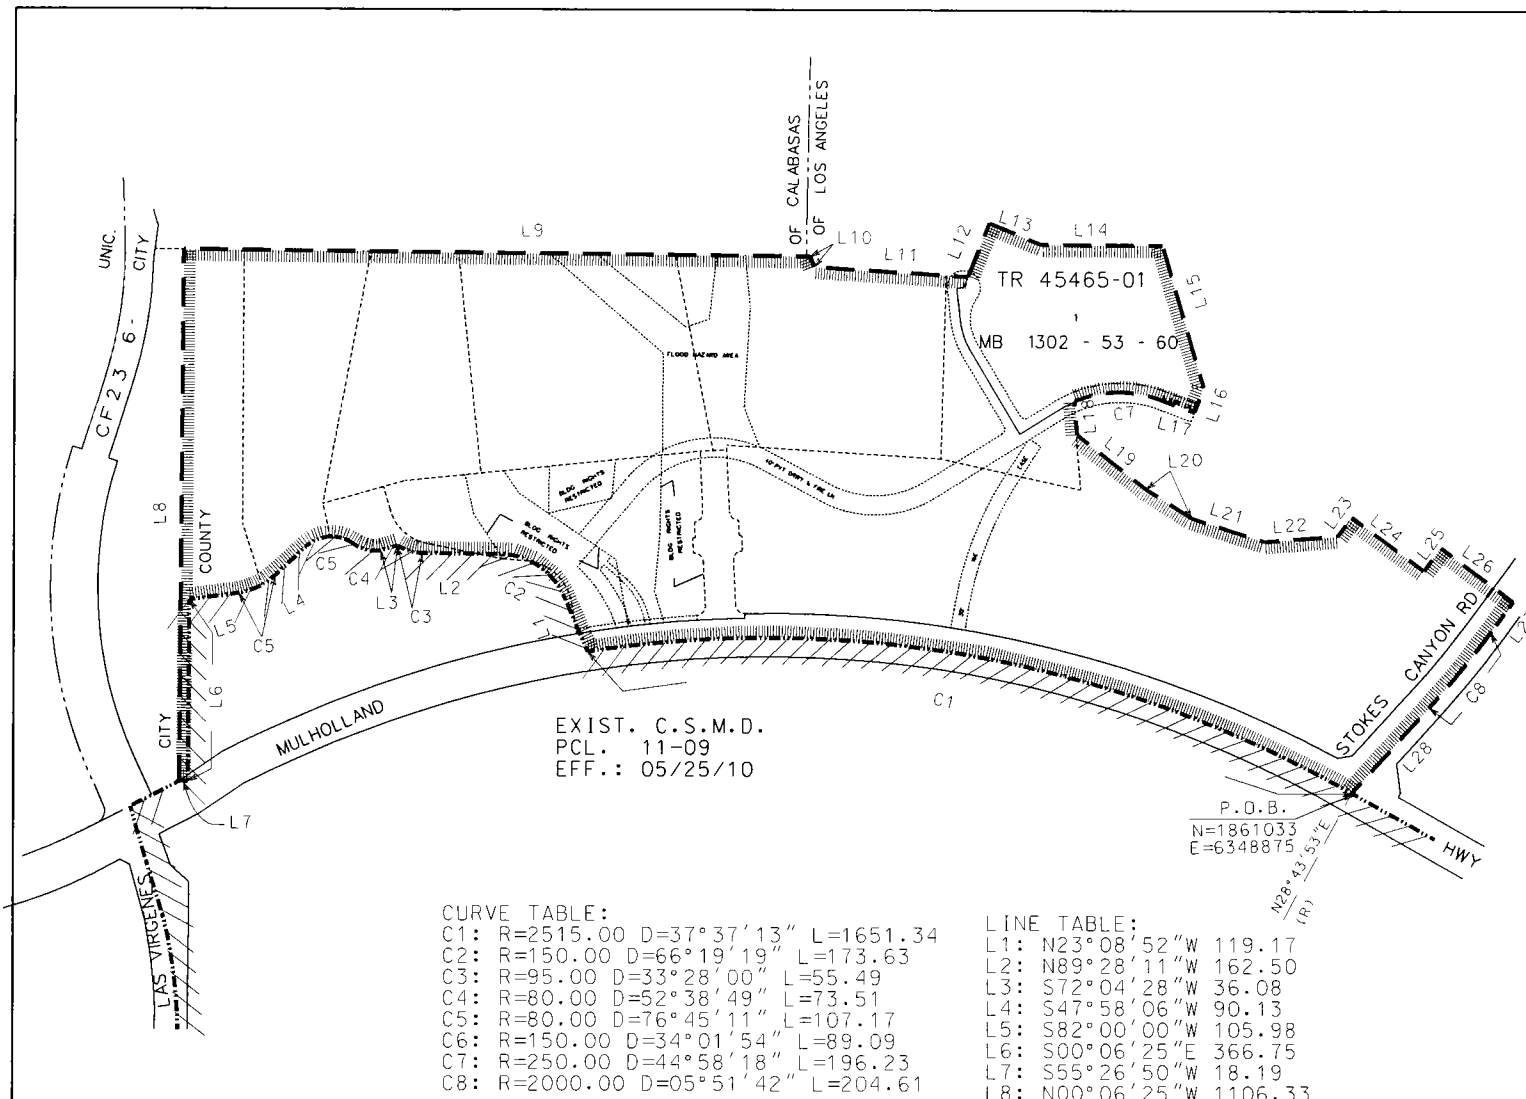 OF CALABASAS
OF LOS ANGELES
UNIC.
CITY
CF23 6-
L9
L10
L11
L12
L13
L14
L15
L16
TR 45465-01
1
MB 1302 - 53 - 60
C7
L17
L18
L19
L20
L21
L22
L23
L24
L25
L26
FLOOD HAZARD AREA
BLDG RIGHTS
RESTRICTED
BLDG RIGHTS
RESTRICTED
BLDG RIGHTS
RESTRICTED
L8
COUNTY
CITY
L5
C5
L4
C5
C4
L3
C3
L2
C2
L6
L7
MULHOLLAND
C1
EXIST. C.S.M.D.
PCL. 11-09
EFF.: 05/25/10
STOKES CANYON RD
C8
L28
P.O.B.
N=1861033
E=6348875
N28°43'53"E
(R)
HWY
LAS VIRGENES
CURVE TABLE:
C1: R=2515.00 D=37°37'13" L=1651.34
C2: R=150.00 D=66°19'19" L=173.63
C3: R=95.00 D=33°28'00" L=55.49
C4: R=80.00 D=52°38'49" L=73.51
C5: R=80.00 D=76°45'11" L=107.17
C6: R=150.00 D=34°01'54" L=89.09
C7: R=250.00 D=44°58'18" L=196.23
C8: R=2000.00 D=05°51'42" L=204.61
LINE TABLE:
L1: N23°08'52"W 119.17
L2: N89°28'11"W 162.50
L3: S72°04'28"W 36.08
L4: S47°58'06"W 90.13
L5: S82°00'00"W 105.98
L6: S00°06'25"E 366.75
L7: S55°26'50"W 18.19
L8: N00°06'25"W 1106.33